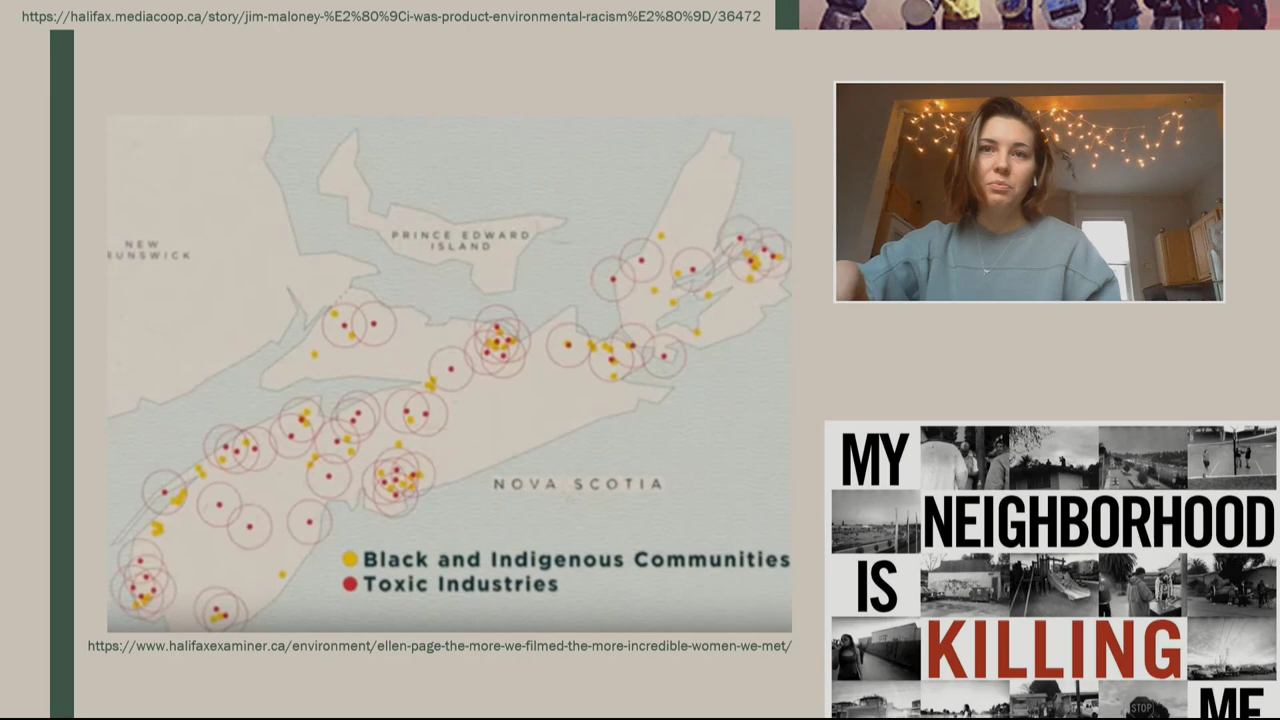 https://halifax.mediacoop.ca/story/jim-maloney-%E2%80%9Ci-was-product-environmental-racism%E2%80%9D/36472
NEW
RUNSWICK
PRINCE EDWARD
ISLAND
NOVA SCOTIA
Black and Indigenous Communities
Toxic Industries
https://www.halifaxexaminer.ca/environment/ellen-page-the-more-we-filmed-the-more-incredible-women-we-met/
MY
NEIGHBORHOOD
IS
KILLING
STOP
ME